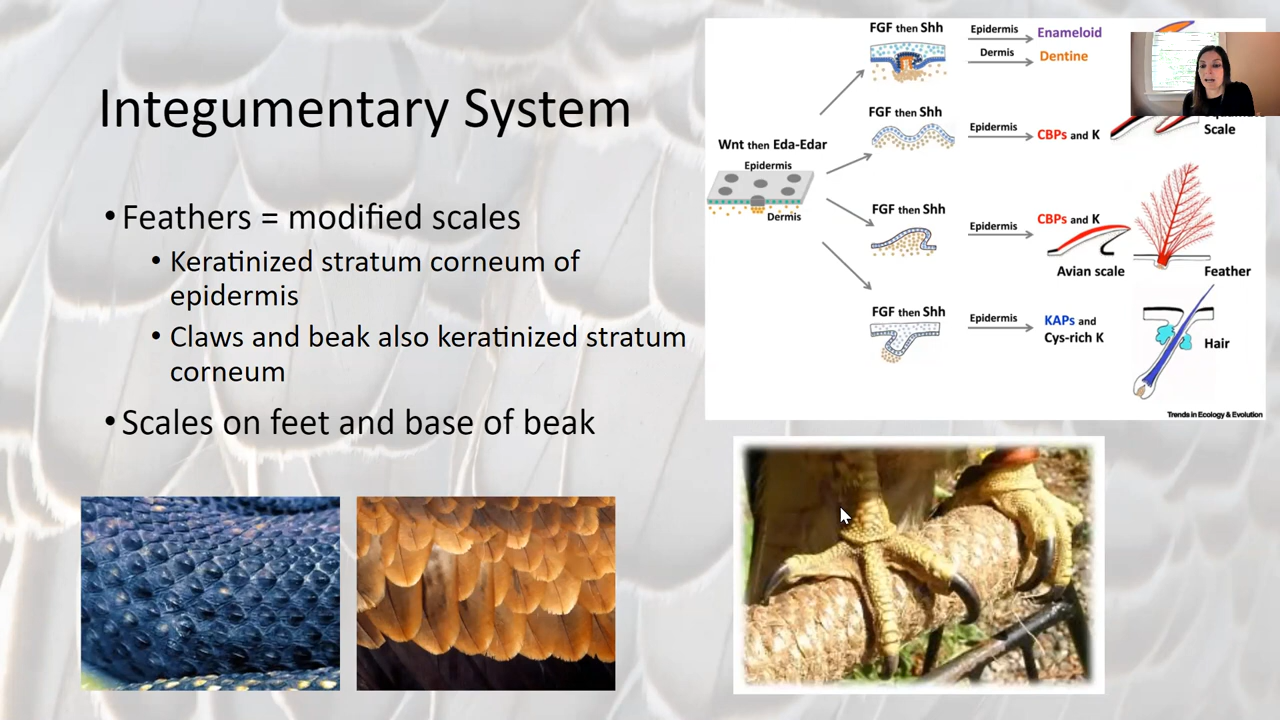 Integumentary System
• Feathers = modified scales
• Keratinized stratum corneum of
epidermis
• Claws and beak also keratinized stratum
corneum
• Scales on feet and base of beak
FGF then Shh
Epidermis
Enameloid
Dermis
Dentine
FGF then Shh
Epidermis
CBPs and K
Scale
Wnt then Eda-Edar
Epidermis
Dermis
FGF then Shh
Epidermis
CBPs and K
Avian scale
Feather
FGF then Shh
Epidermis
KAPs and
Cys-rich K
Hair
Trends in Ecology & Evolution